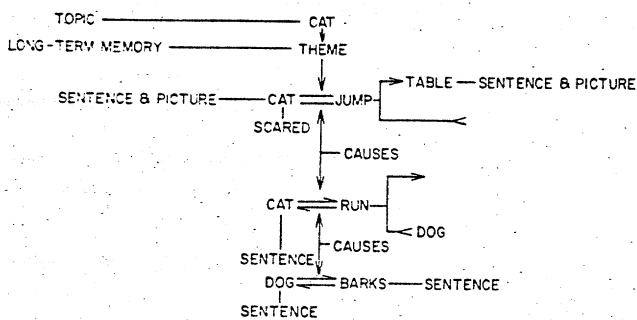 TOPIC CAT
LONG-TERM MEMORY THEME
TABLE SENTENCE & PICTURE
SENTENCE & PICTURE CAT JUMP
SCARED
CAUSES
CAT RUN
DOG
CAUSES
SENTENCE
DOG BARKS SENTENCE
SENTENCE